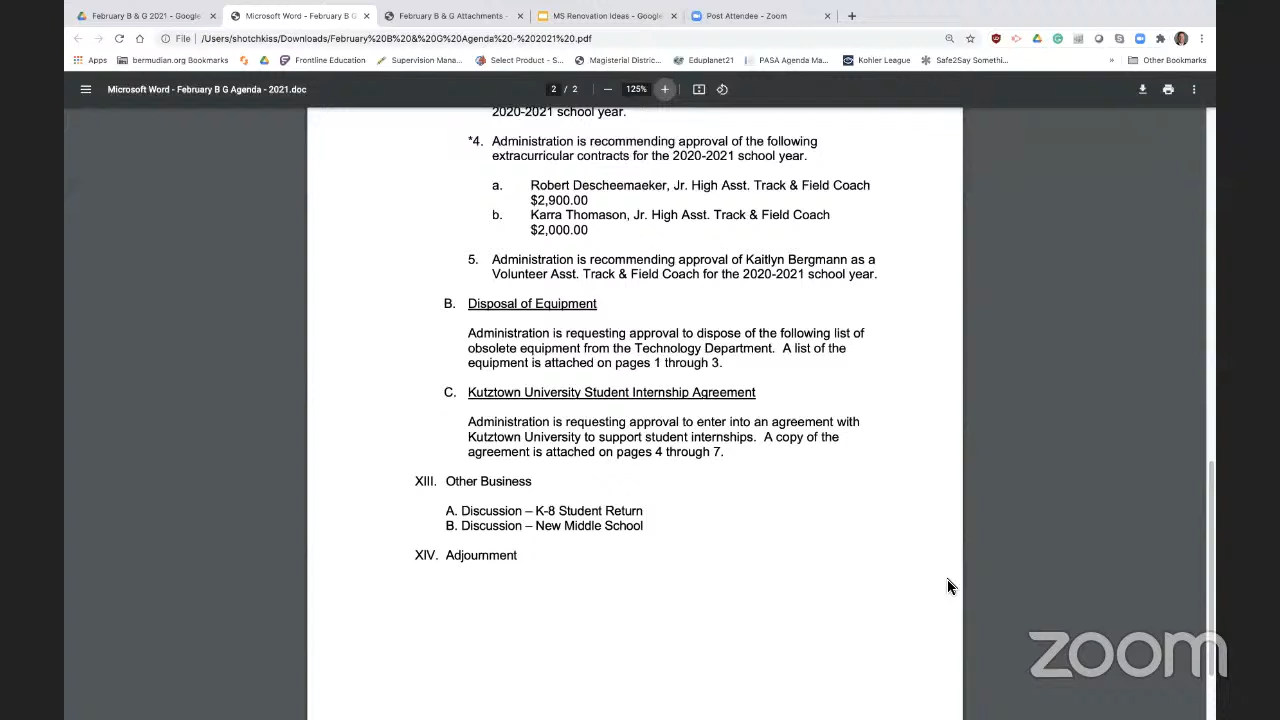 February B & G 2021 - Google
Microsoft Word - February B G
February B & G Attachments -
MS Renovation Ideas - Google
Post Attendee - Zoom
File
/Users/shotchkiss/Downloads/February%20B%20&%20G%20Agenda%20-%202021%20.pdf
Apps
bermudian.org Bookmarks
Frontline Education
Supervision Mana...
Select Product - S...
Magisterial Distric...
Eduplanet21
PASA Agenda Ma...
Kohler League
Safe2Say Somethi...
»
Other Bookmarks
Microsoft Word - February B G Agenda - 2021.doc
2 / 2
125%
2020-2021 school year.
*4. Administration is recommending approval of the following
extracurricular contracts for the 2020-2021 school year.
a. Robert Descheemaeker, Jr. High Asst. Track & Field Coach
$2,900.00
b. Karra Thomason, Jr. High Asst. Track & Field Coach
$2,000.00
5. Administration is recommending approval of Kaitlyn Bergmann as a
Volunteer Asst. Track & Field Coach for the 2020-2021 school year.
B. Disposal of Equipment
Administration is requesting approval to dispose of the following list of
obsolete equipment from the Technology Department. A list of the
equipment is attached on pages 1 through 3.
C. Kutztown University Student Internship Agreement
Administration is requesting approval to enter into an agreement with
Kutztown University to support student internships. A copy of the
agreement is attached on pages 4 through 7.
XIII. Other Business
A. Discussion – K-8 Student Return
B. Discussion – New Middle School
XIV. Adjournment
zoom